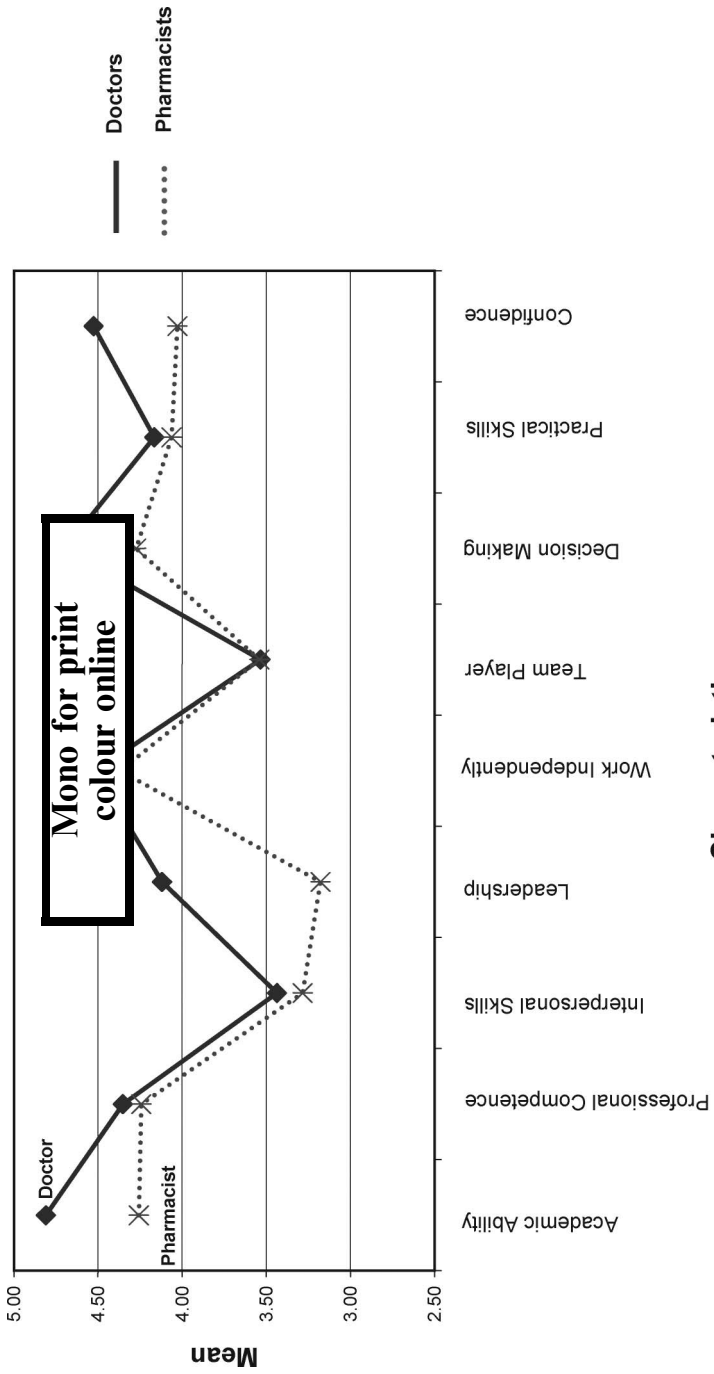 Doctors
Pharmacists
Mono for print
colour online
Doctor
Pharmacist
Mean
5.00
4.50
4.00
3.50
3.00
2.50
Academic Ability
Professional Competence
Interpersonal Skills
Leadership
Work Independently
Team Player
Decision Making
Practical Skills
Confidence